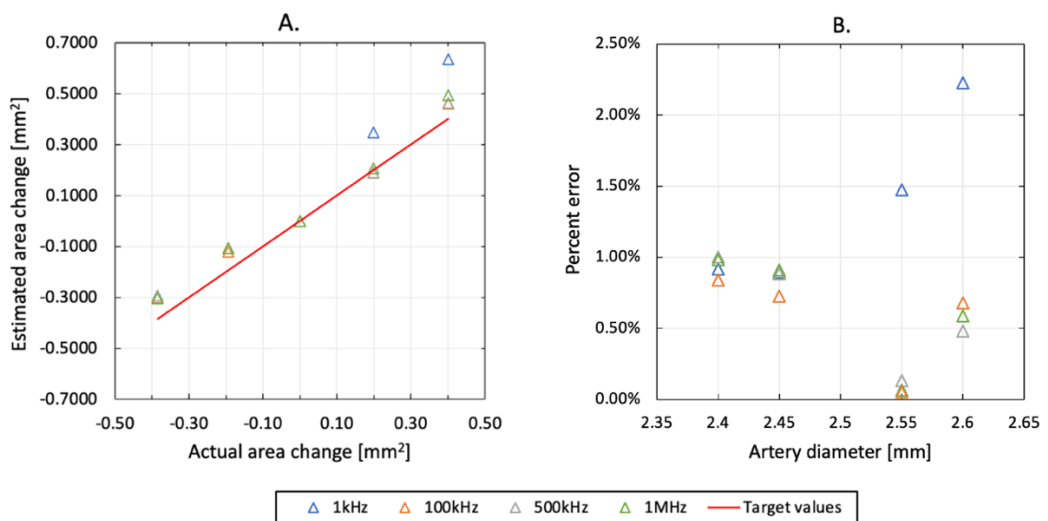 A.
0.7000
0.5000
0.3000
0.1000
-0.1000
-0.3000
-0.5000
-0.7000
-0.50 -0.30 -0.10 0.10 0.30 0.50
Estimated area change [mm²]
Actual area change [mm²]
B.
2.50%
2.00%
1.50%
1.00%
0.50%
0.00%
2.35 2.4 2.45 2.5 2.55 2.6 2.65
Percent error
Artery diameter [mm]
1kHz 100kHz 500kHz 1MHz Target values